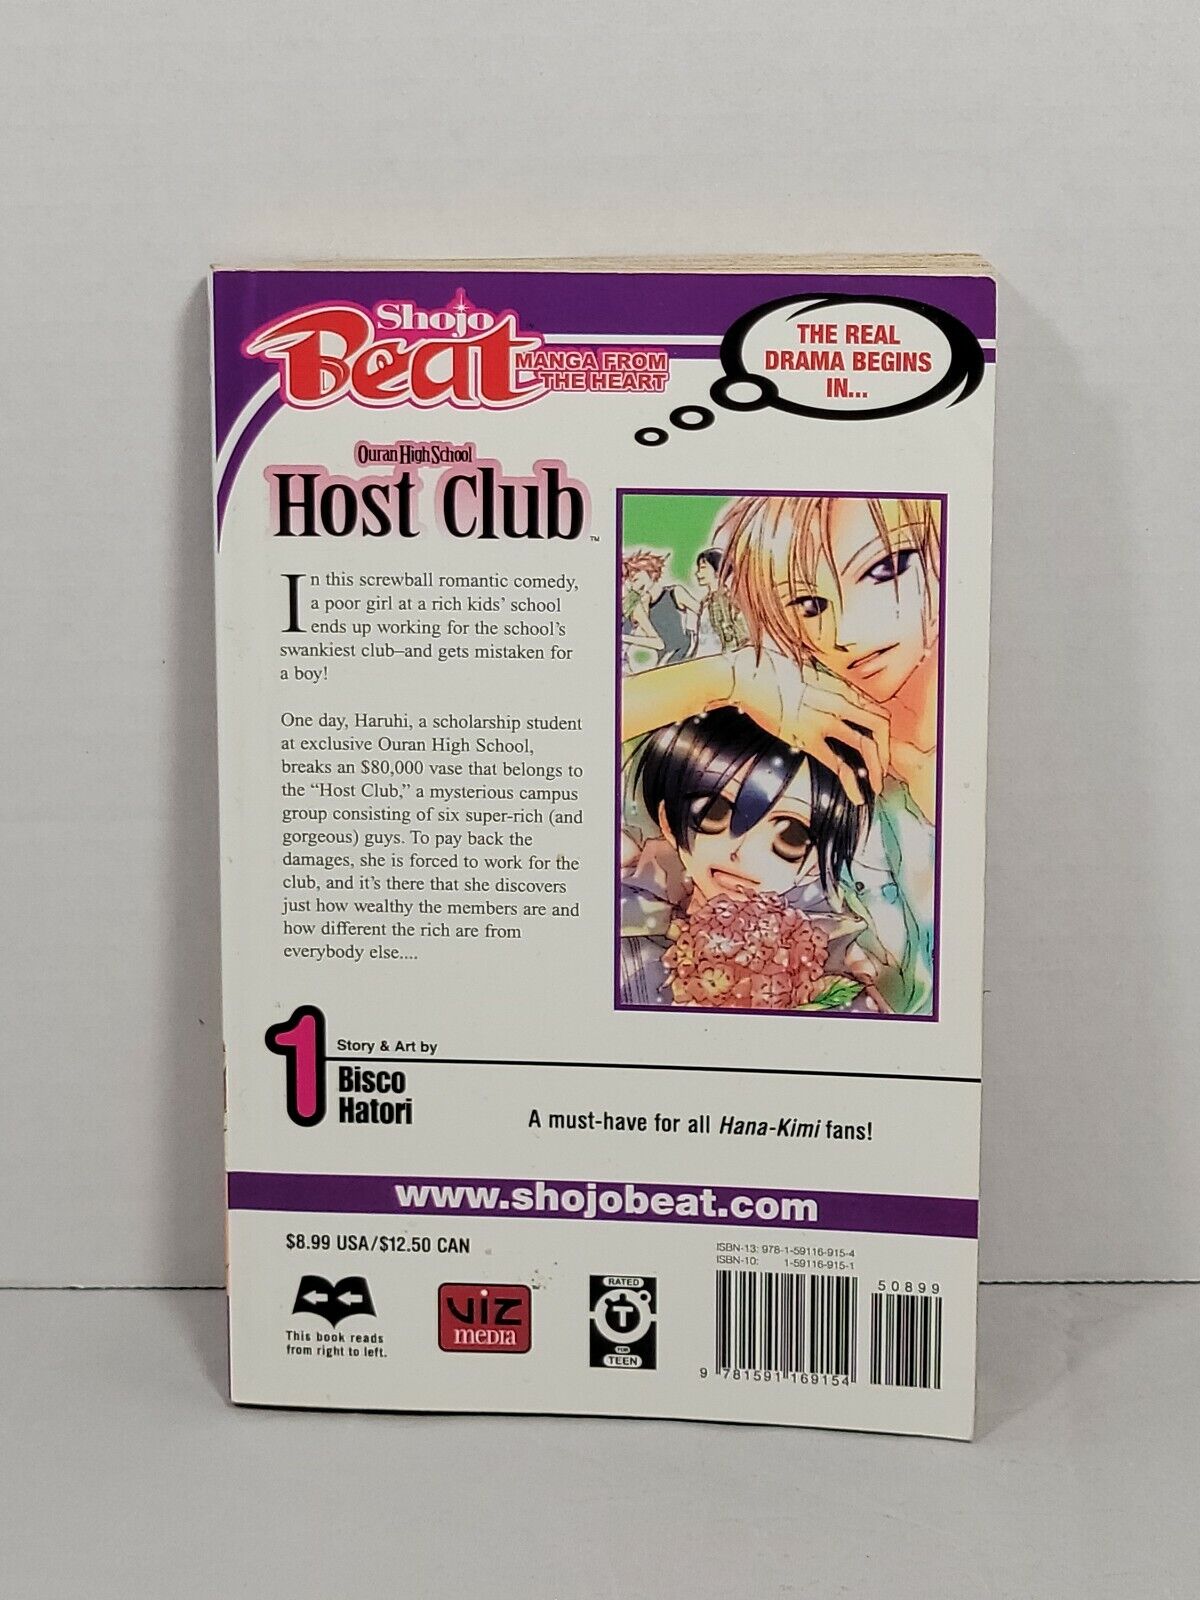 Shojo
Beat
MANGA FROM
THE HEART
THE REAL
DRAMA BEGINS
IN...
Ouran High School
Host Club
™
In this screwball romantic comedy,
a poor girl at a rich kids' school
ends up working for the school's
swankiest club–and gets mistaken for
a boy!
One day, Haruhi, a scholarship student
at exclusive Ouran High School,
breaks an $80,000 vase that belongs to
the “Host Club,” a mysterious campus
group consisting of six super-rich (and
gorgeous) guys. To pay back the
damages, she is forced to work for the
club, and it's there that she discovers
just how wealthy the members are and
how different the rich are from
everybody else....
1
Story & Art by
Bisco
Hatori
A must-have for all Hana-Kimi fans!
www.shojobeat.com
$8.99 USA/$12.50 CAN
This book reads
from right to left.
VIZ
MEDIA
RATED
T
FOR
TEEN
ISBN-13: 978-1-59116-915-4
ISBN-10: 1-59116-915-1
50899
9 781591 169154